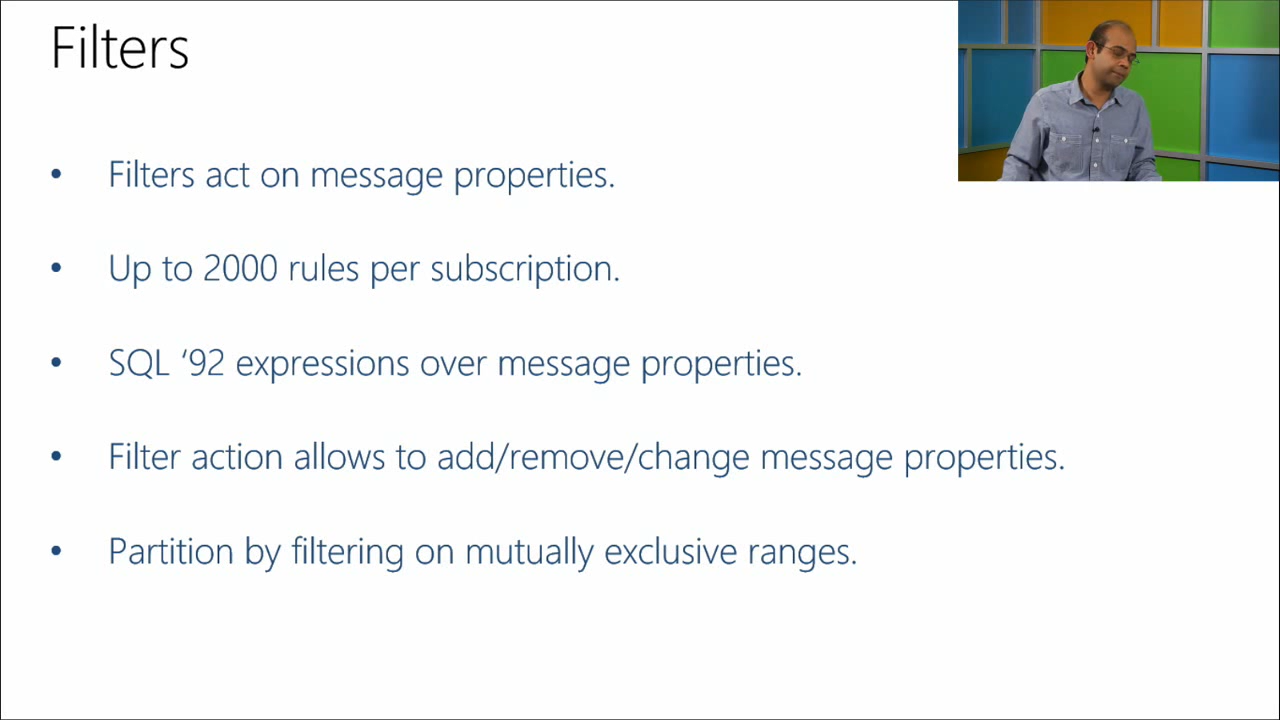 Filters
• Filters act on message properties.
• Up to 2000 rules per subscription.
• SQL ‘92 expressions over message properties.
• Filter action allows to add/remove/change message properties.
• Partition by filtering on mutually exclusive ranges.